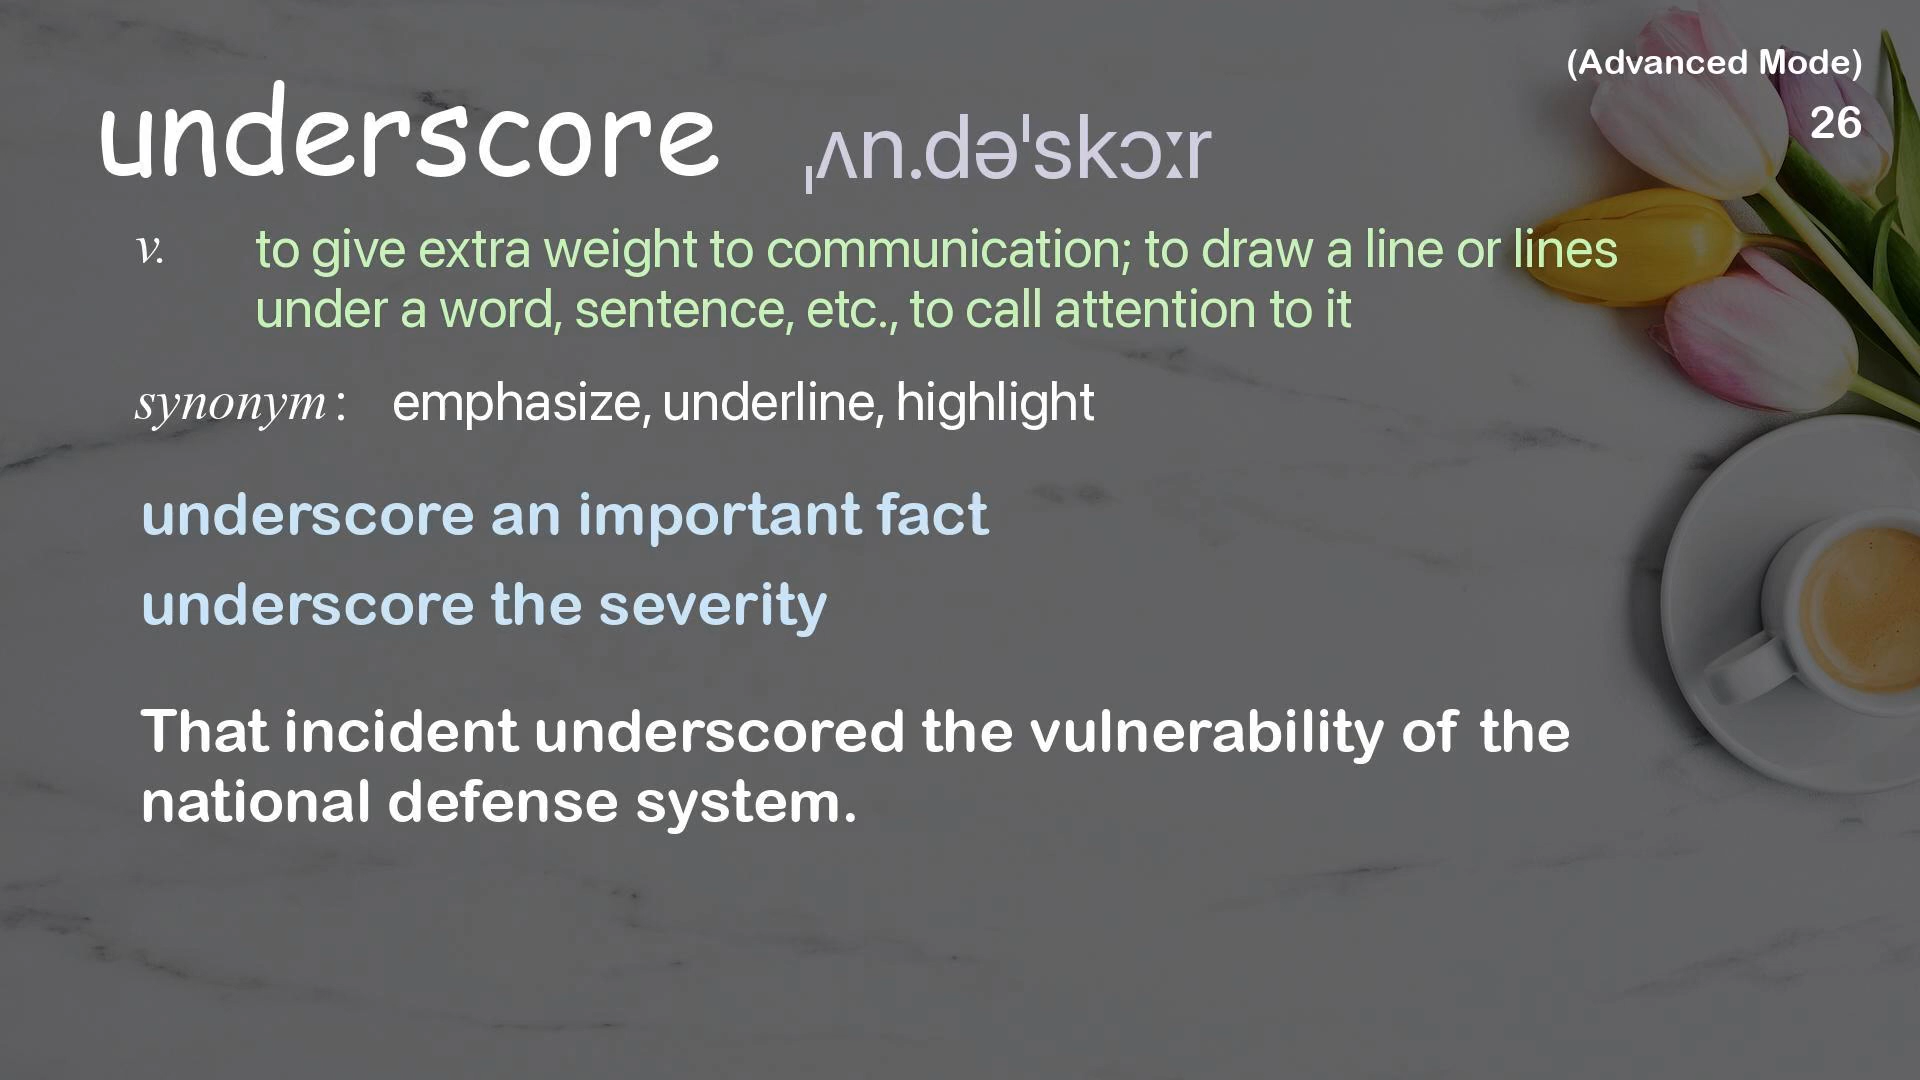 (Advanced Mode)
26
underscore ˌʌn.dəˈskɔːr
v. to give extra weight to communication; to draw a line or lines
under a word, sentence, etc., to call attention to it
synonym : emphasize, underline, highlight
underscore an important fact
underscore the severity
That incident underscored the vulnerability of the
national defense system.